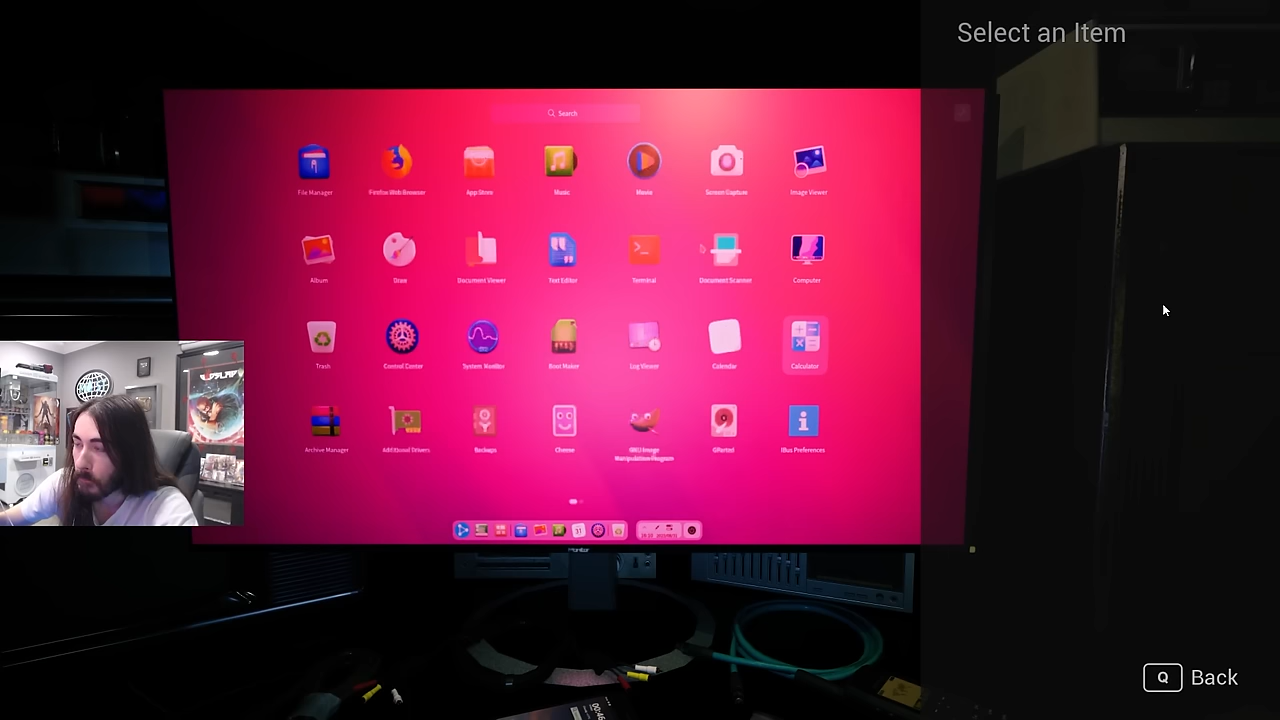 Select an Item
Search
File Manager
Firefox Web Browser
App Store
Music
Movie
Screen Capture
Image Viewer
Album
Draw
Document Viewer
Text Editor
Terminal
Document Scanner
Computer
Trash
Control Center
System Monitor
Boot Maker
Log Viewer
Calendar
Calculator
Archive Manager
Additional Drivers
Backups
Cheese
GNU Image
Manipulation Program
GParted
IBus Preferences
31
Monitor
Q Back